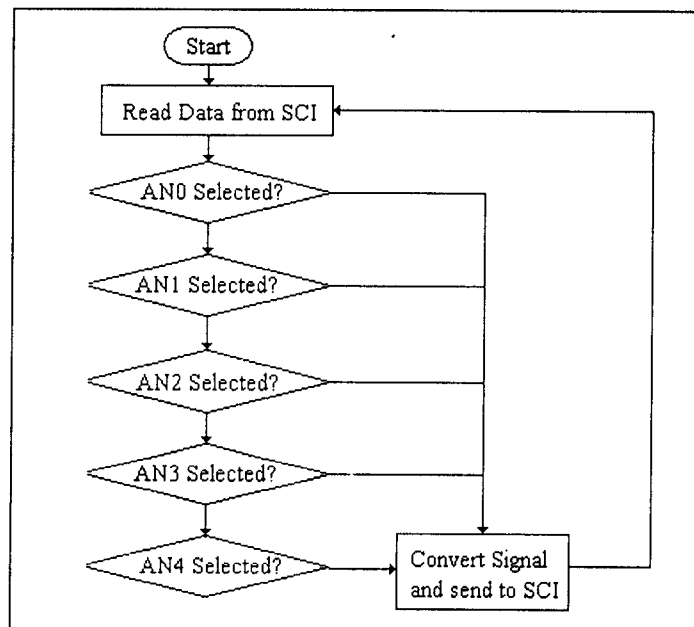 Start
Read Data from SCI
AN0 Selected?
AN1 Selected?
AN2 Selected?
AN3 Selected?
AN4 Selected?
Convert Signal
and send to SCI